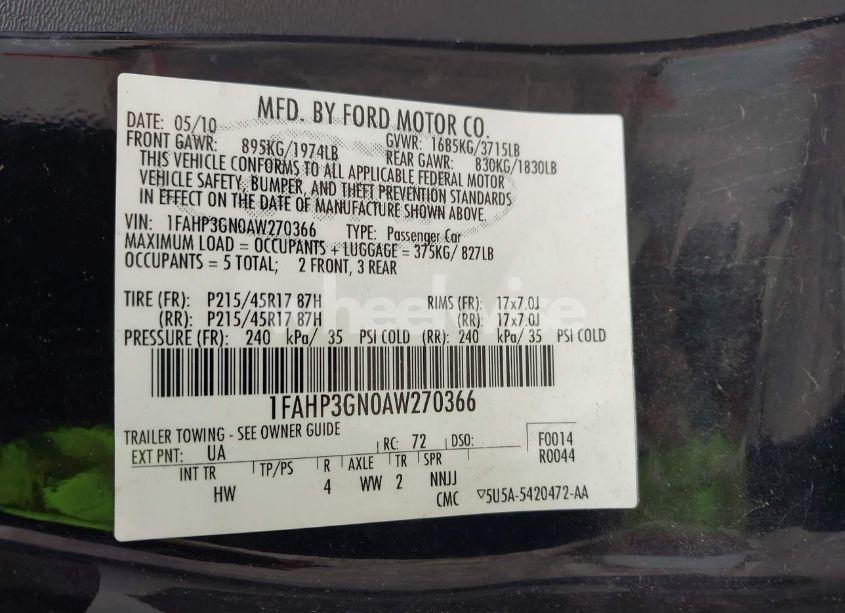 MFD. BY FORD MOTOR CO.
DATE: 05/10 GVWR: 1685KG/3715LB
FRONT GAWR: 895KG/1974LB REAR GAWR: 830KG/1830LB
THIS VEHICLE CONFORMS TO ALL APPLICABLE FEDERAL MOTOR
VEHICLE SAFETY, BUMPER, AND THEFT PREVENTION STANDARDS
IN EFFECT ON THE DATE OF MANUFACTURE SHOWN ABOVE.
VIN: 1FAHP3GN0AW270366 TYPE: Passenger Car
MAXIMUM LOAD = OCCUPANTS + LUGGAGE = 375KG/ 827LB
OCCUPANTS = 5 TOTAL; 2 FRONT, 3 REAR
TIRE (FR): P215/45R17 87H RIMS (FR): 17x7.0J
(RR): P215/45R17 87H (RR): 17x7.0J
PRESSURE (FR): 240 kPa/ 35 PSI COLD (RR): 240 kPa/ 35 PSI COLD
1FAHP3GN0AW270366
TRAILER TOWING - SEE OWNER GUIDE
EXT PNT: UA RC: 72 DSO: F0014
R0044
INT TR TP/PS R AXLE TR SPR
HW 4 WW 2 NNJJ
CMC ▽5U5A-5420472-AA